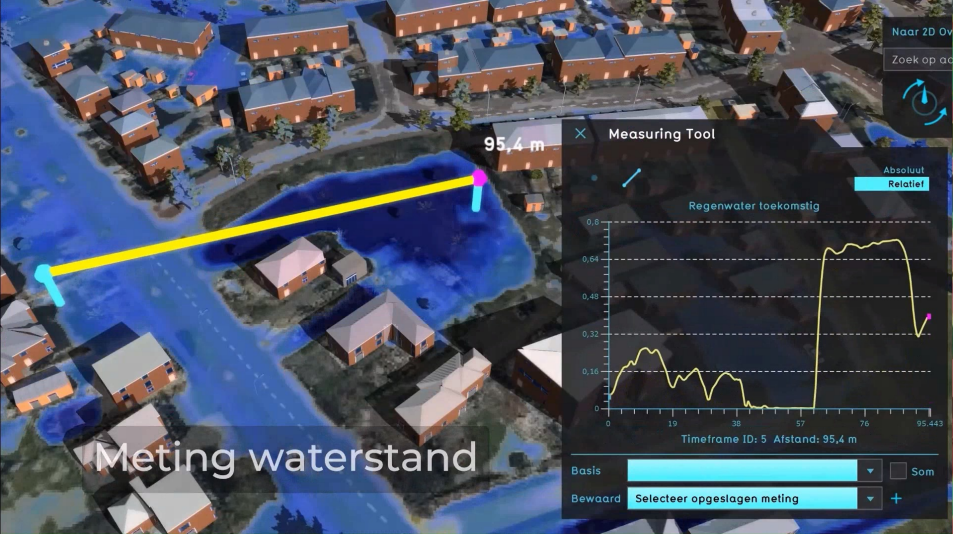 Naar 2D Ov
Zoek op ad
95,4 m
Measuring Tool
Absoluut
Relatief
Regenwater toekomstig
0,8
0,64
0,48
0,32
0,16
0
0 19 38 57 76 95.443
Timeframe ID: 5 Afstand: 95,4 m
Basis
Som
Bewaard Selecteer opgeslagen meting +
Meting waterstand